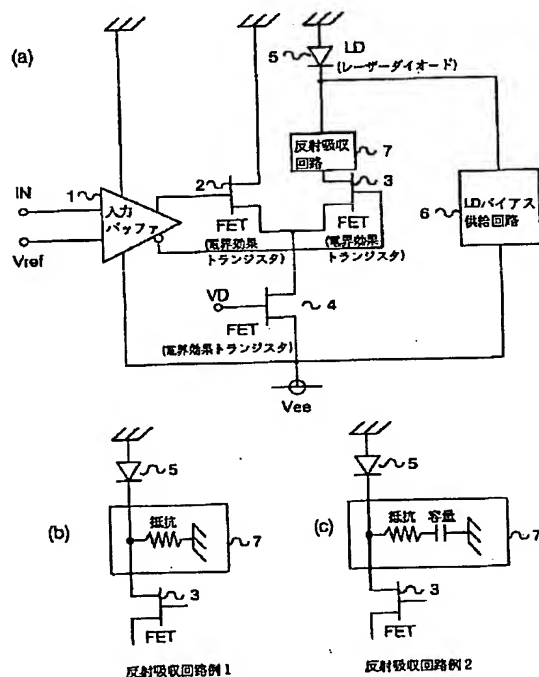 (a)
5
LD
(レーザーダイオード)
反射吸収
回路
7
IN
1
入力
バッファ
2
3
FET
(電界効果
トランジスタ)
FET
(電界効果
トランジスタ)
6
LDバイアス
供給回路
Vref
VD
4
FET
(電界効果トランジスタ)
Vee
(b)
5
抵抗
7
3
FET
反射吸収回路例1
(c)
5
抵抗 容量
7
3
FET
反射吸収回路例2